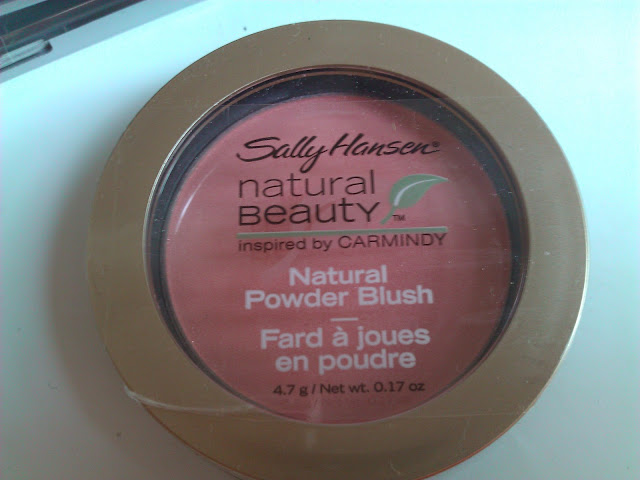 Sally Hansen®
natural
BEAUTY™
inspired by CARMINDY
Natural
Powder Blush
Fard à joues
en poudre
4.7 g / Net wt. 0.17 oz